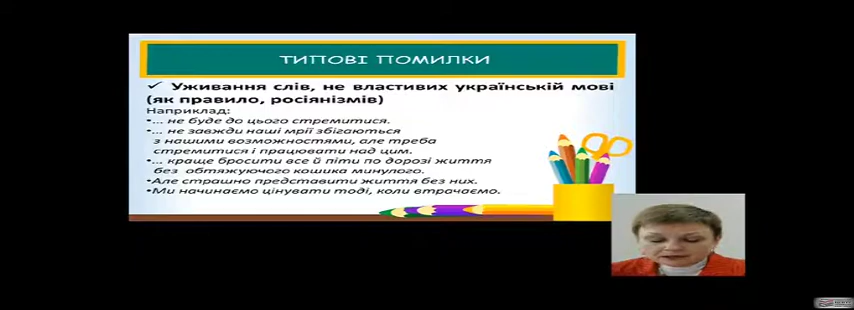 ТИПОВІ ПОМИЛКИ
✓ Уживання слів, не властивих українській мові
(як правило, росіянізмів)
Наприклад:
•... не буде до цього стремитися.
•... не завжди наші мрії збігаються
з нашими возможностями, але треба
стремитися і працювати над цим.
•... краще бросити все й піти по дорозі життя
без обтяжуючого кошика минулого.
•Але страшно представити життя без них.
•Ми начинаємо цінувати тоді, коли втрачаємо.